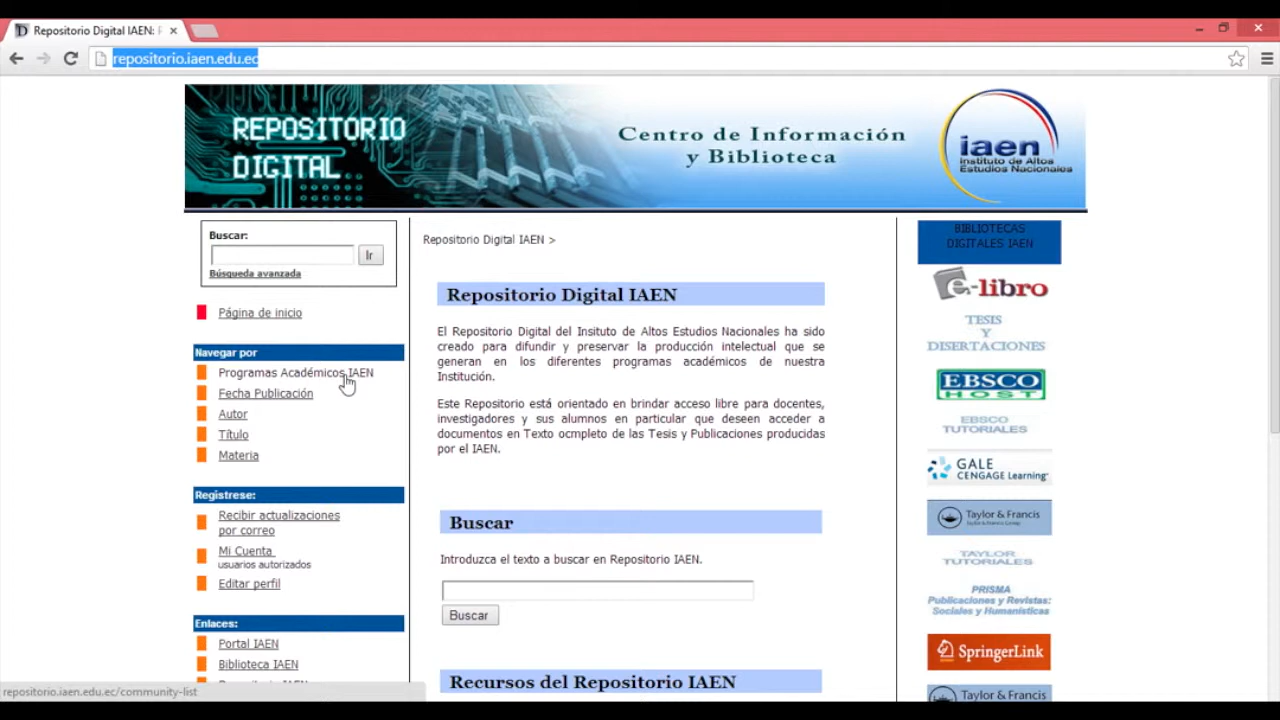 Repositorio Digital IAEN: F
repositorio.iaen.edu.ec
REPOSITORIO
DIGITAL
Centro de Información
y Biblioteca
iaen
Instituto de Altos
Estudios Nacionales
Buscar:
Ir
Búsqueda avanzada
Página de inicio
Navegar por
Programas Académicos IAEN
Fecha Publicación
Autor
Título
Materia
Registrese:
Recibir actualizaciones
por correo
Mi Cuenta
usuarios autorizados
Editar perfil
Enlaces:
Portal IAEN
Biblioteca IAEN
repositorio.iaen.edu.ec/community-list
Repositorio Digital IAEN >
Repositorio Digital IAEN
El Repositorio Digital del Insituto de Altos Estudios Nacionales ha sido
creado para difundir y preservar la producción intelectual que se
generan en los diferentes programas académicos de nuestra
Institución.
Este Repositorio está orientado en brindar acceso libre para docentes,
investigadores y sus alumnos en particular que deseen acceder a
documentos en Texto ocmpleto de las Tesis y Publicaciones producidas
por el IAEN.
Buscar
Introduzca el texto a buscar en Repositorio IAEN.
Buscar
Recursos del Repositorio IAEN
BIBLIOTECAS
DIGITALES IAEN
e-libro
TESIS
Y
DISERTACIONES
EBSCO
HOST
EBSCO
TUTORIALES
GALE
CENGAGE Learning
Taylor & Francis
Taylor & Francis Group
TAYLOR
TUTORIALES
PRISMA
Publicaciones y Revistas:
Sociales y Humanísticas
SpringerLink
Taylor & Francis